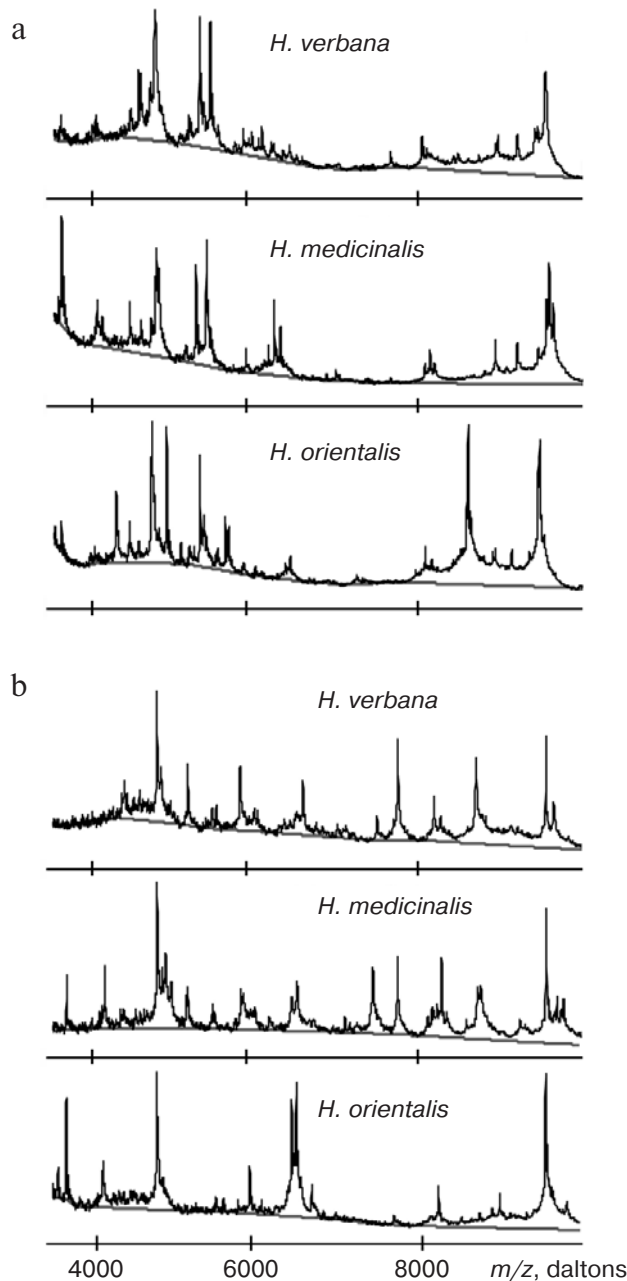 a
H. verbana
H. medicinalis
H. orientalis
b
H. verbana
H. medicinalis
H. orientalis
4000 6000 8000 m/z, daltons